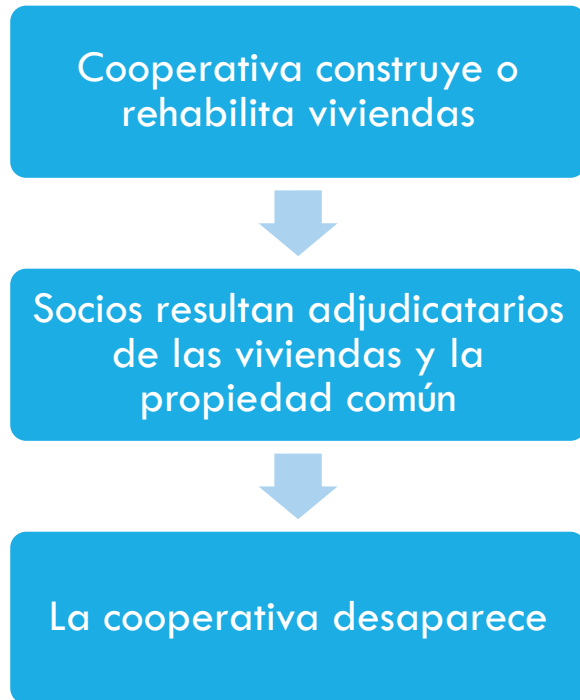 Cooperativa construye o
rehabilita viviendas
Socios resultan adjudicatarios
de las viviendas y la
propiedad común
La cooperativa desaparece